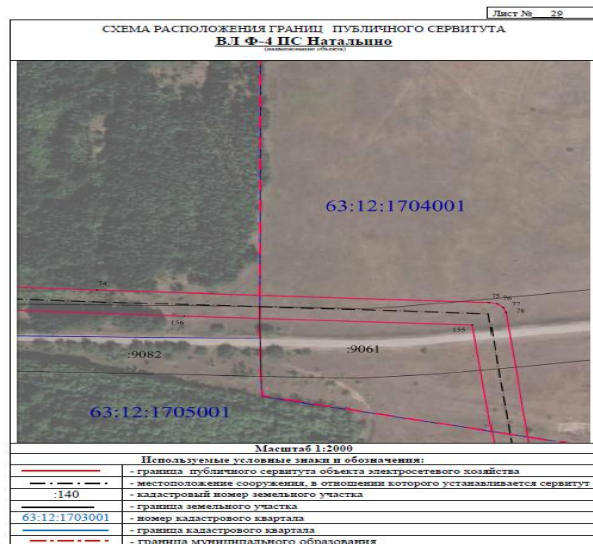 Лист № 29
СХЕМА РАСПОЛОЖЕНИЯ ГРАНИЦ ПУБЛИЧНОГО СЕРВИТУТА
ВЛ Ф-4 ПС Натальино
(наименование объекта)
63:12:1704001
74
75
76
77
78
156
155
:9082
:9061
63:12:1705001
Масштаб 1:2000
Используемые условные знаки и обозначения:
- граница публичного сервитута объекта электросетевого хозяйства
- местоположение сооружения, в отношении которого устанавливается сервитут
:140 - кадастровый номер земельного участка
- граница земельного участка
63:12:1703001 - номер кадастрового квартала
- граница кадастрового квартала
- граница муниципального образования